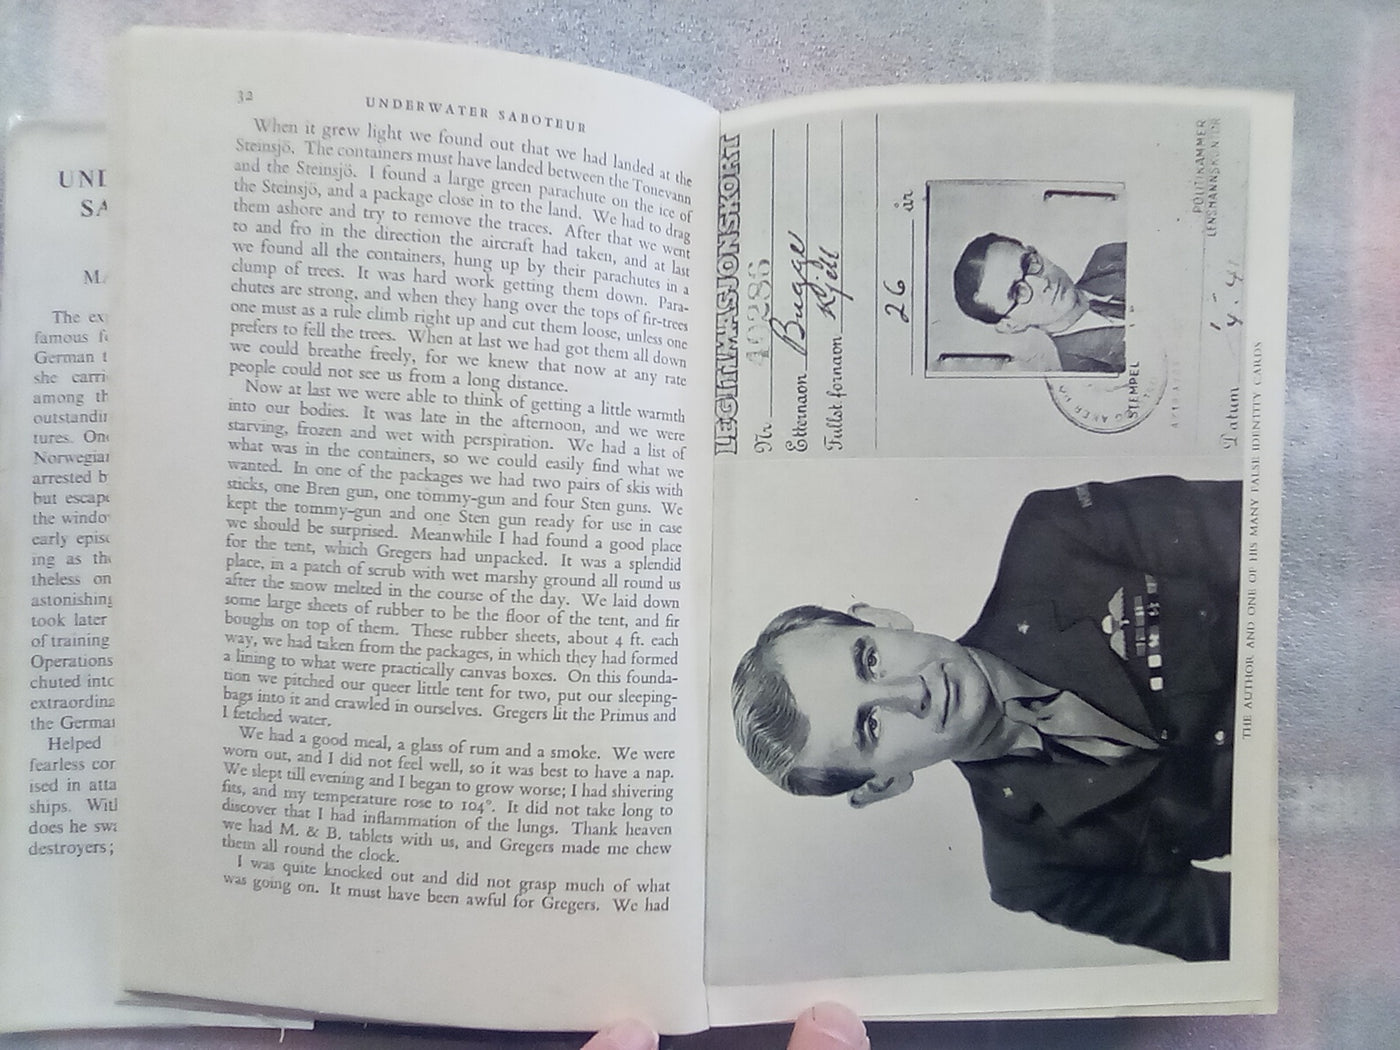 UND
SA
MA
The ex
famous f
German t
she carri
among th
outstandi
tures. On
Norwegian
arrested b
but escap
the windo
early epis
ing as th
theless on
astonishing
took later
of training
Operations
chuted into
extraordina
the German
Helped
fearless cor
ised in atta
ships. With
does he swa
destroyers;
32
UNDERWATER SABOTEUR
When it grew light we found out that we had landed at the
Steinsjö. The containers must have landed between the Tonevann
and the Steinsjö. I found a large green parachute on the ice of
the Steinsjö, and a package close in to the land. We had to drag
them ashore and try to remove the traces. After that we went
to and fro in the direction the aircraft had taken, and at last
we found all the containers, hung up by their parachutes in a
clump of trees. It was hard work getting them down. Para-
chutes are strong, and when they hang over the tops of fir-trees
one must as a rule climb right up and cut them loose, unless one
prefers to fell the trees. When at last we had got them all down
we could breathe freely, for we knew that now at any rate
people could not see us from a long distance.
Now at last we were able to think of getting a little warmth
into our bodies. It was late in the afternoon, and we were
starving, frozen and wet with perspiration. We had a list of
what was in the containers, so we could easily find what we
wanted. In one of the packages we had two pairs of skis with
sticks, one Bren gun, one tommy-gun and four Sten guns. We
kept the tommy-gun and one Sten gun ready for use in case
we should be surprised. Meanwhile I had found a good place
for the tent, which Gregers had unpacked. It was a splendid
place, in a patch of scrub with wet marshy ground all round us
after the snow melted in the course of the day. We laid down
some large sheets of rubber to be the floor of the tent, and fir
boughs on top of them. These rubber sheets, about 4 ft. each
way, we had taken from the packages, in which they had formed
a lining to what were practically canvas boxes. On this founda-
tion we pitched our queer little tent for two, put our sleeping-
bags into it and crawled in ourselves. Gregers lit the Primus and
I fetched water.
We had a good meal, a glass of rum and a smoke. We were
worn out, and I did not feel well, so it was best to have a nap.
We slept till evening and I began to grow worse; I had shivering
fits, and my temperature rose to 104°. It did not take long to
discover that I had inflammation of the lungs. Thank heaven
we had M. & B. tablets with us, and Gregers made me chew
them all round the clock.
I was quite knocked out and did not grasp much of what
was going on. It must have been awful for Gregers. We had
LEGITIMASJONSKORT
Nr. 40286
Etternavn Bugge
Fullst fornavn Kjell
26 år
STEMPEL
POLITIKAMMER
LENSMANNSKONTOR
Datum
THE AUTHOR AND ONE OF HIS MANY FALSE IDENTITY CARDS